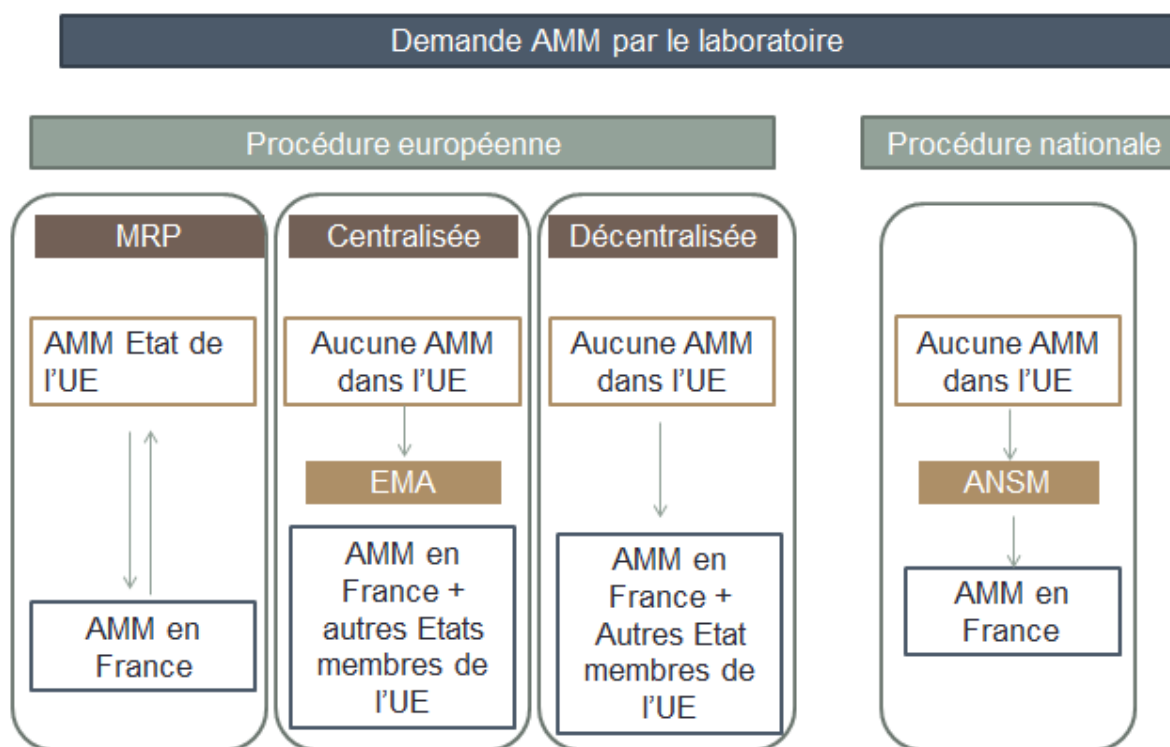 Demande AMM par le laboratoire
Procédure européenne
Procédure nationale
MRP
AMM Etat de
l'UE
AMM en
France
Centralisée
Aucune AMM
dans l'UE
EMA
AMM en
France +
autres Etats
membres de
l'UE
Décentralisée
Aucune AMM
dans l'UE
AMM en
France +
Autres Etat
membres de
l'UE
Aucune AMM
dans l'UE
ANSM
AMM en
France